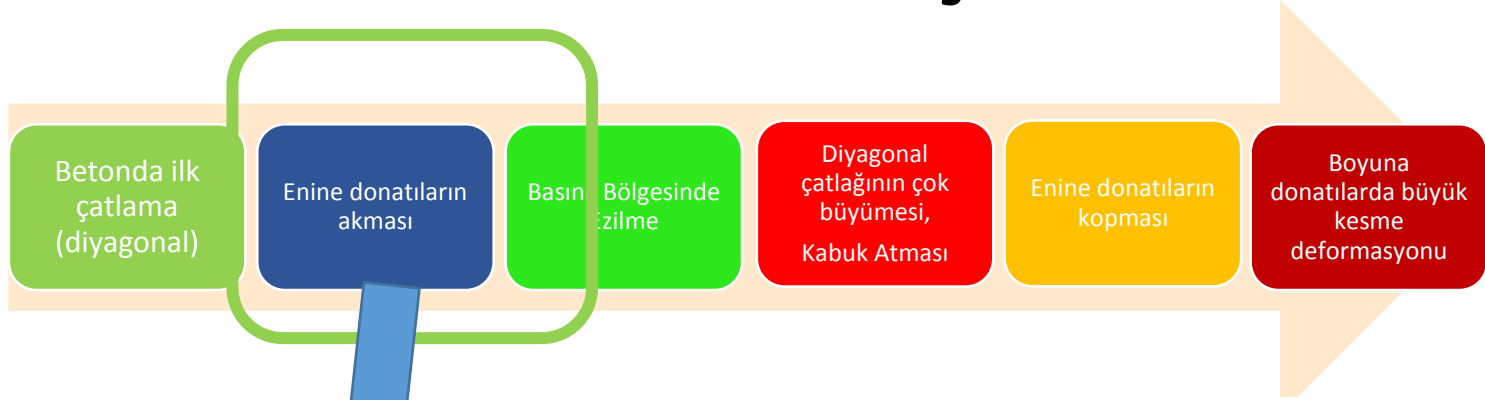 Betonda ilk
çatlama
(diyagonal)
Enine donatıların
akması
Bölgesinde
Diyagonal
çatlağının çok
büyümesi,
Kabuk Atması
Enine donatıların
kopması
Boyuna
donatılarda büyük
kesme
deformasyonu